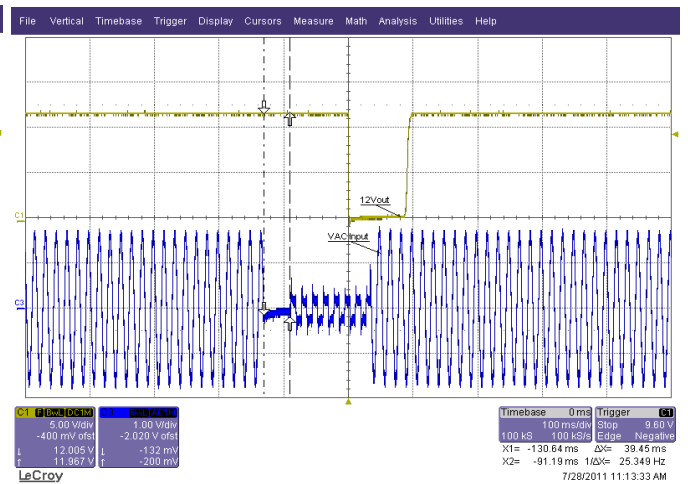 File Vertical Timebase Trigger Display Cursors Measure Math Analysis Utilities Help
12Vout
C1
VAC Input
C3
C1 F BwL DC1M
5.00 V/div
-400 mV ofst
12.005 V
11.967 V
1.00 V/div
-2.020 V ofst
-132 mV
-200 mV
Timebase 0 ms
100 ms/div
100 kS 100 kS/s
Trigger C1
Stop 9.60 V
Edge Negative
X1= -130.64 ms ΔX= 39.45 ms
X2= -91.19 ms 1/ΔX= 25.349 Hz
LeCroy
7/28/2011 11:13:33 AM